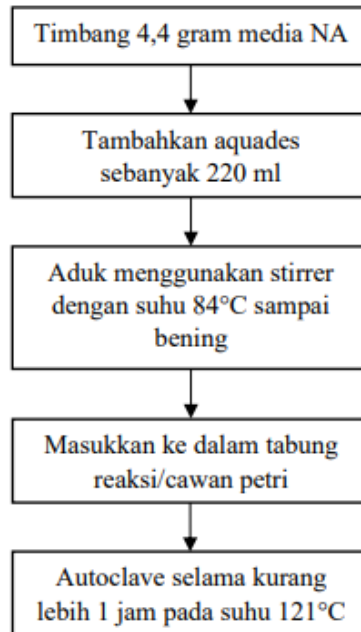 Timbang 4,4 gram media NA
Tambahkan aquades
sebanyak 220 ml
Aduk menggunakan stirrer
dengan suhu 84°C sampai
bening
Masukkan ke dalam tabung
reaksi/cawan petri
Autoclave selama kurang
lebih 1 jam pada suhu 121°C